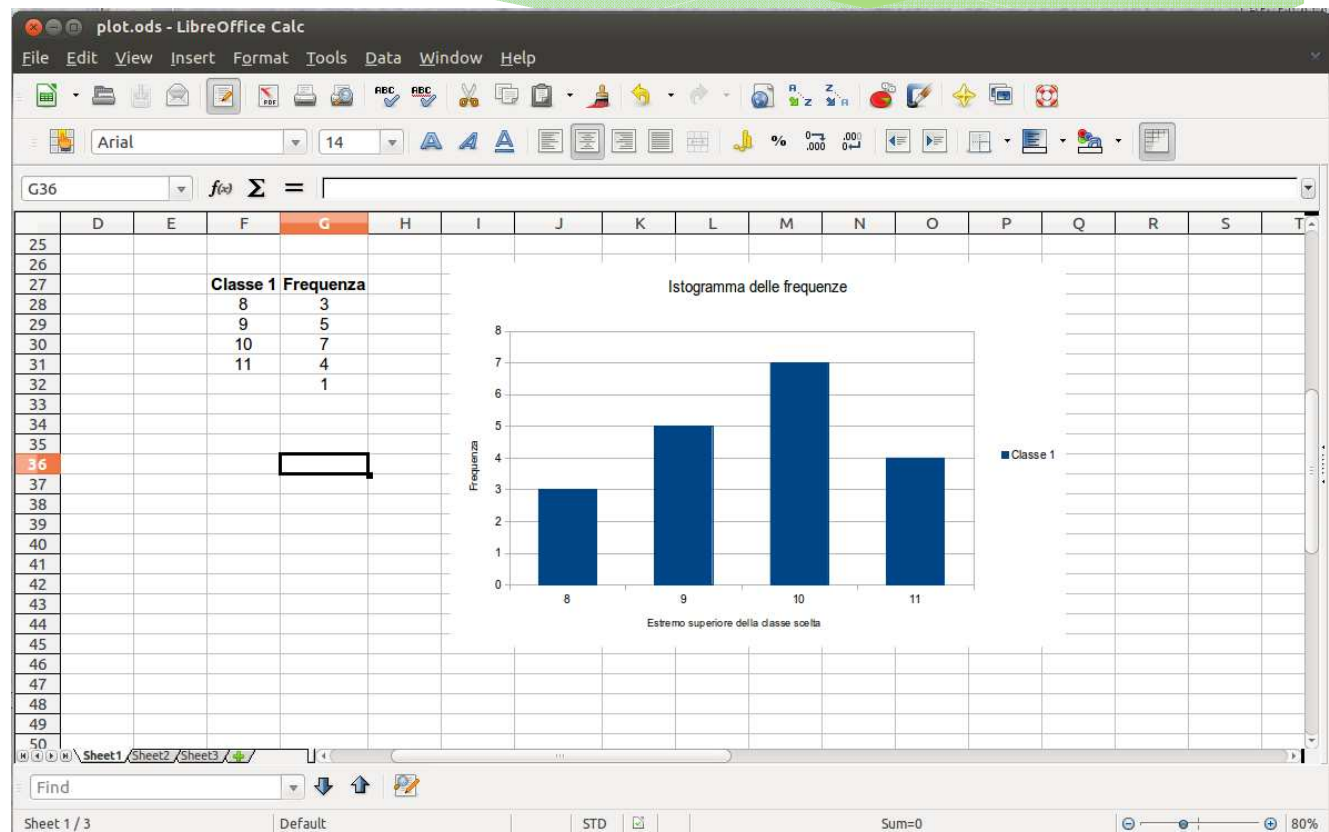 plot.ods - LibreOffice Calc
File Edit View Insert Format Tools Data Window Help
Arial 14
G36 f(x) Σ =
D E F G H I J K L M N O P Q R S T
25
26
27 Classe 1 Frequenza
28 8 3
29 9 5
30 10 7
31 11 4
32 1
33
34
35
36
37
38
39
40
41
42
43
44
45
46
47
48
49
50
Istogramma delle frequenze
8
7
6
5
4
3
2
1
0
Frequenza
8 9 10 11
Estremo superiore della classe scelta
Classe 1
Sheet1 Sheet2 Sheet3
Find
Sheet 1 / 3 Default STD Sum=0 80%